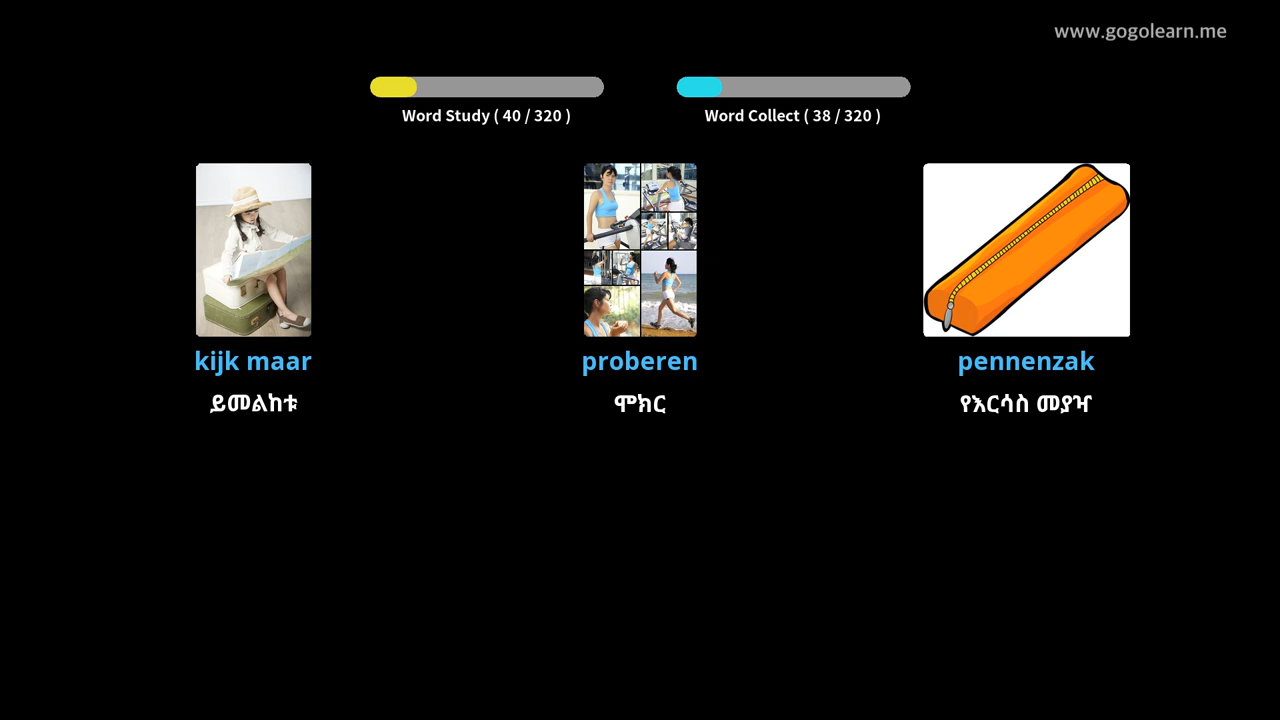 www.gogolearn.me
Word Study ( 40 / 320 )
Word Collect ( 38 / 320 )
kijk maar
proberen
pennenzak
ይመልከቱ
ሞክር
የእርሳስ መያዣ